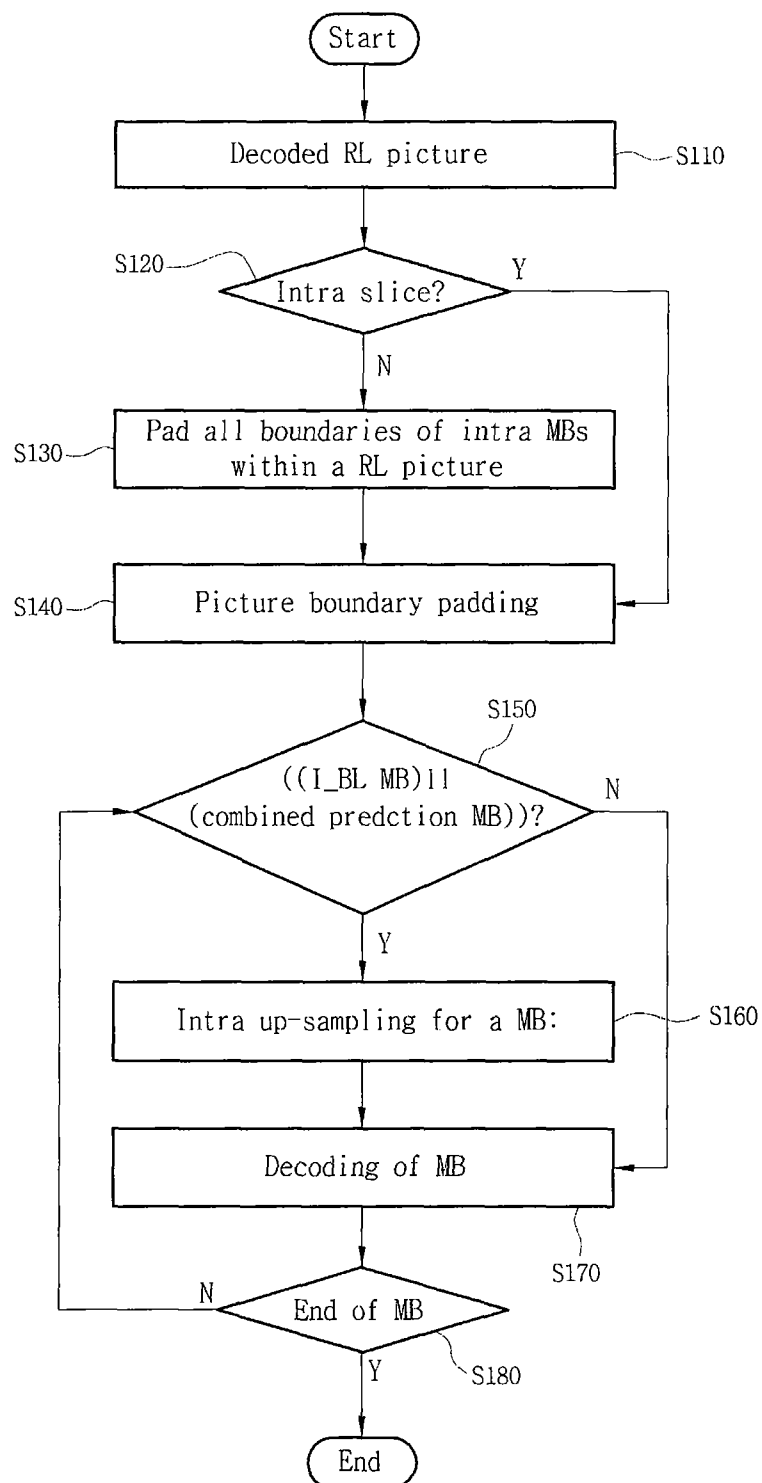 Start
Decoded RL picture
S110
S120
Intra slice?
Y
N
Pad all boundaries of intra MBs
within a RL picture
S130
Picture boundary padding
S140
S150
((I_BL MB)||
(combined predction MB))?
N
Y
Intra up-sampling for a MB:
S160
Decoding of MB
S170
N
End of MB
S180
Y
End